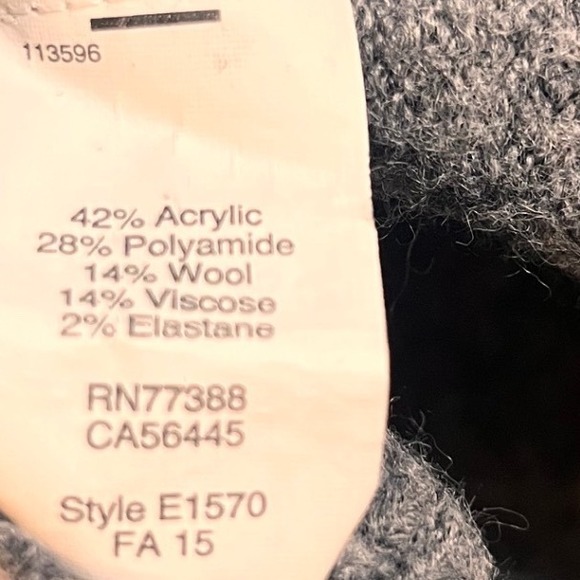 113596
42% Acrylic
28% Polyamide
14% Wool
14% Viscose
2% Elastane
RN77388
CA56445
Style E1570
FA 15